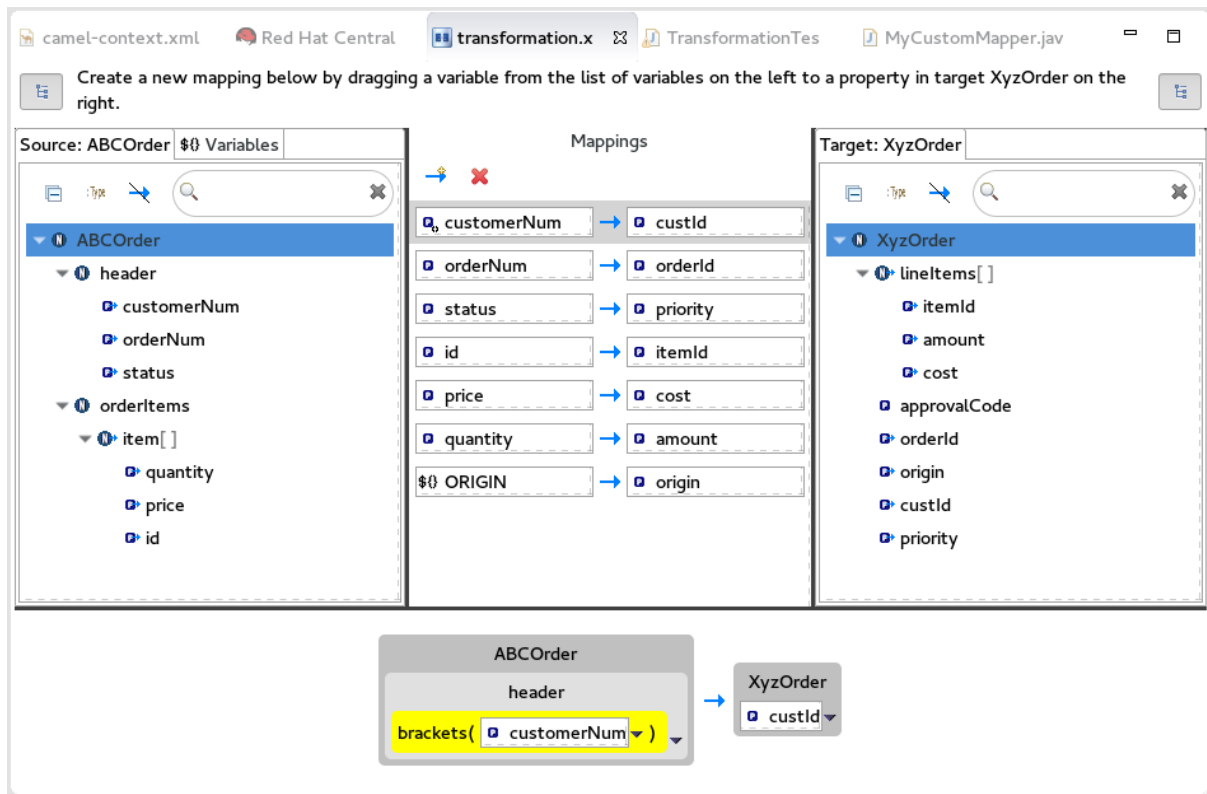 camel-context.xml Red Hat Central transformation.x TransformationTes MyCustomMapper.jav
Create a new mapping below by dragging a variable from the list of variables on the left to a property in target XyzOrder on the
right.
Source: ABCOrder ${} Variables
Mappings
Target: XyzOrder
:Type
:Type
ABCOrder
header
customerNum
orderNum
status
orderItems
item[ ]
quantity
price
id
customerNum → custId
orderNum → orderId
status → priority
id → itemId
price → cost
quantity → amount
${} ORIGIN → origin
XyzOrder
lineItems[ ]
itemId
amount
cost
approvalCode
orderId
origin
custId
priority
ABCOrder
header
brackets( customerNum )
XyzOrder
custId